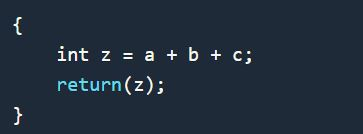 {
    int z = a + b + c;
    return(z);
}